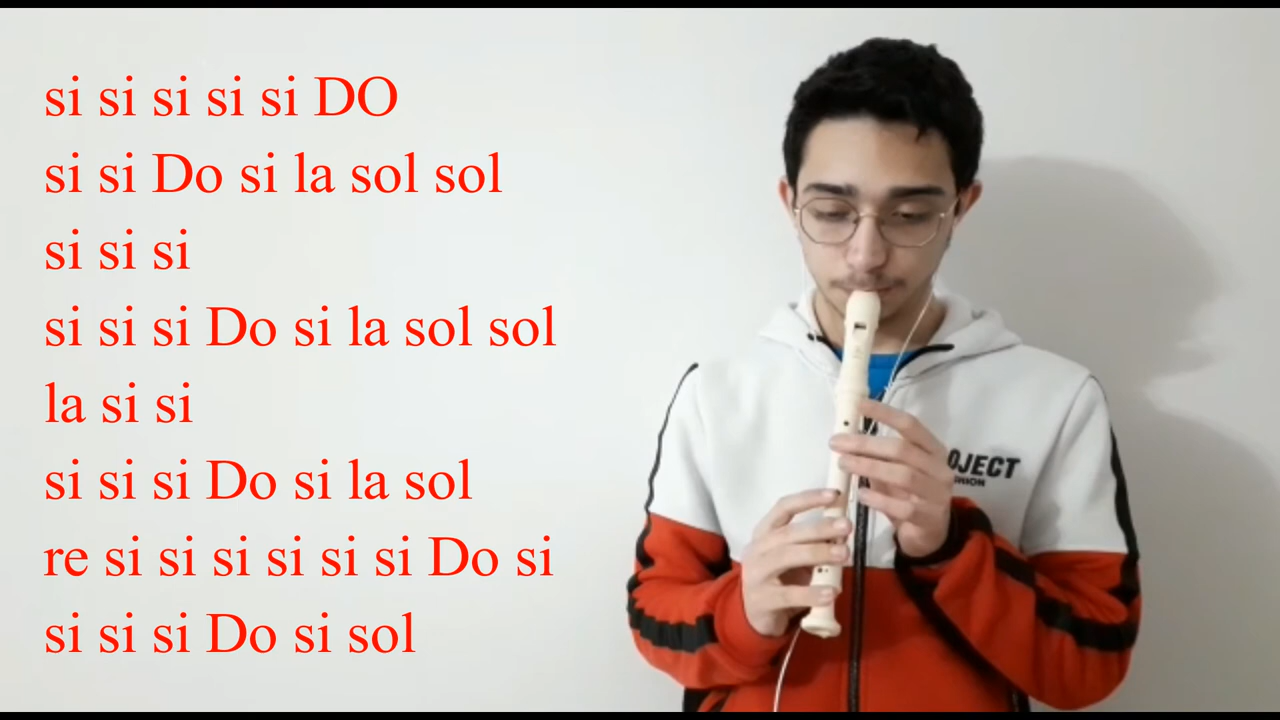 si si si si si DO
si si Do si la sol sol
si si si
si si si Do si la sol sol
la si si
si si si Do si la sol
re si si si si si si Do si
si si si Do si sol
OJECT